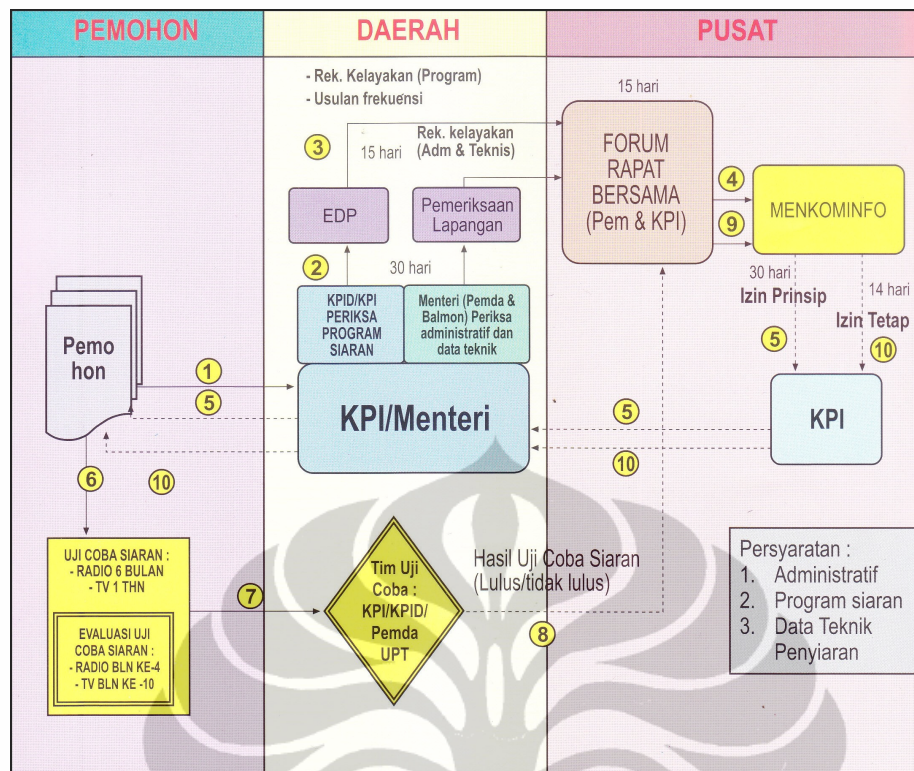 PEMOHON
DAERAH
PUSAT
- Rek. Kelayakan (Program)
- Usulan frekuensi
15 hari
3
15 hari
Rek. kelayakan
(Adm & Teknis)
FORUM
RAPAT
BERSAMA
(Pem & KPI)
4
9
MENKOMINFO
EDP
Pemeriksaan
Lapangan
2
30 hari
30 hari
Izin Prinsip
14 hari
Izin Tetap
5
10
KPID/KPI
PERIKSA
PROGRAM
SIARAN
Menteri (Pemda &
Balmon) Periksa
administratif dan
data teknik
Pemo
hon
1
5
KPI/Menteri
5
10
KPI
6
10
UJI COBA SIARAN :
- RADIO 6 BULAN
- TV 1 THN
EVALUASI UJI
COBA SIARAN :
- RADIO BLN KE-4
- TV BLN KE -10
7
Tim Uji
Coba :
KPI/KPID/
Pemda
UPT
Hasil Uji Coba Siaran
(Lulus/tidak lulus)
8
Persyaratan :
1. Administratif
2. Program siaran
3. Data Teknik
Penyiaran